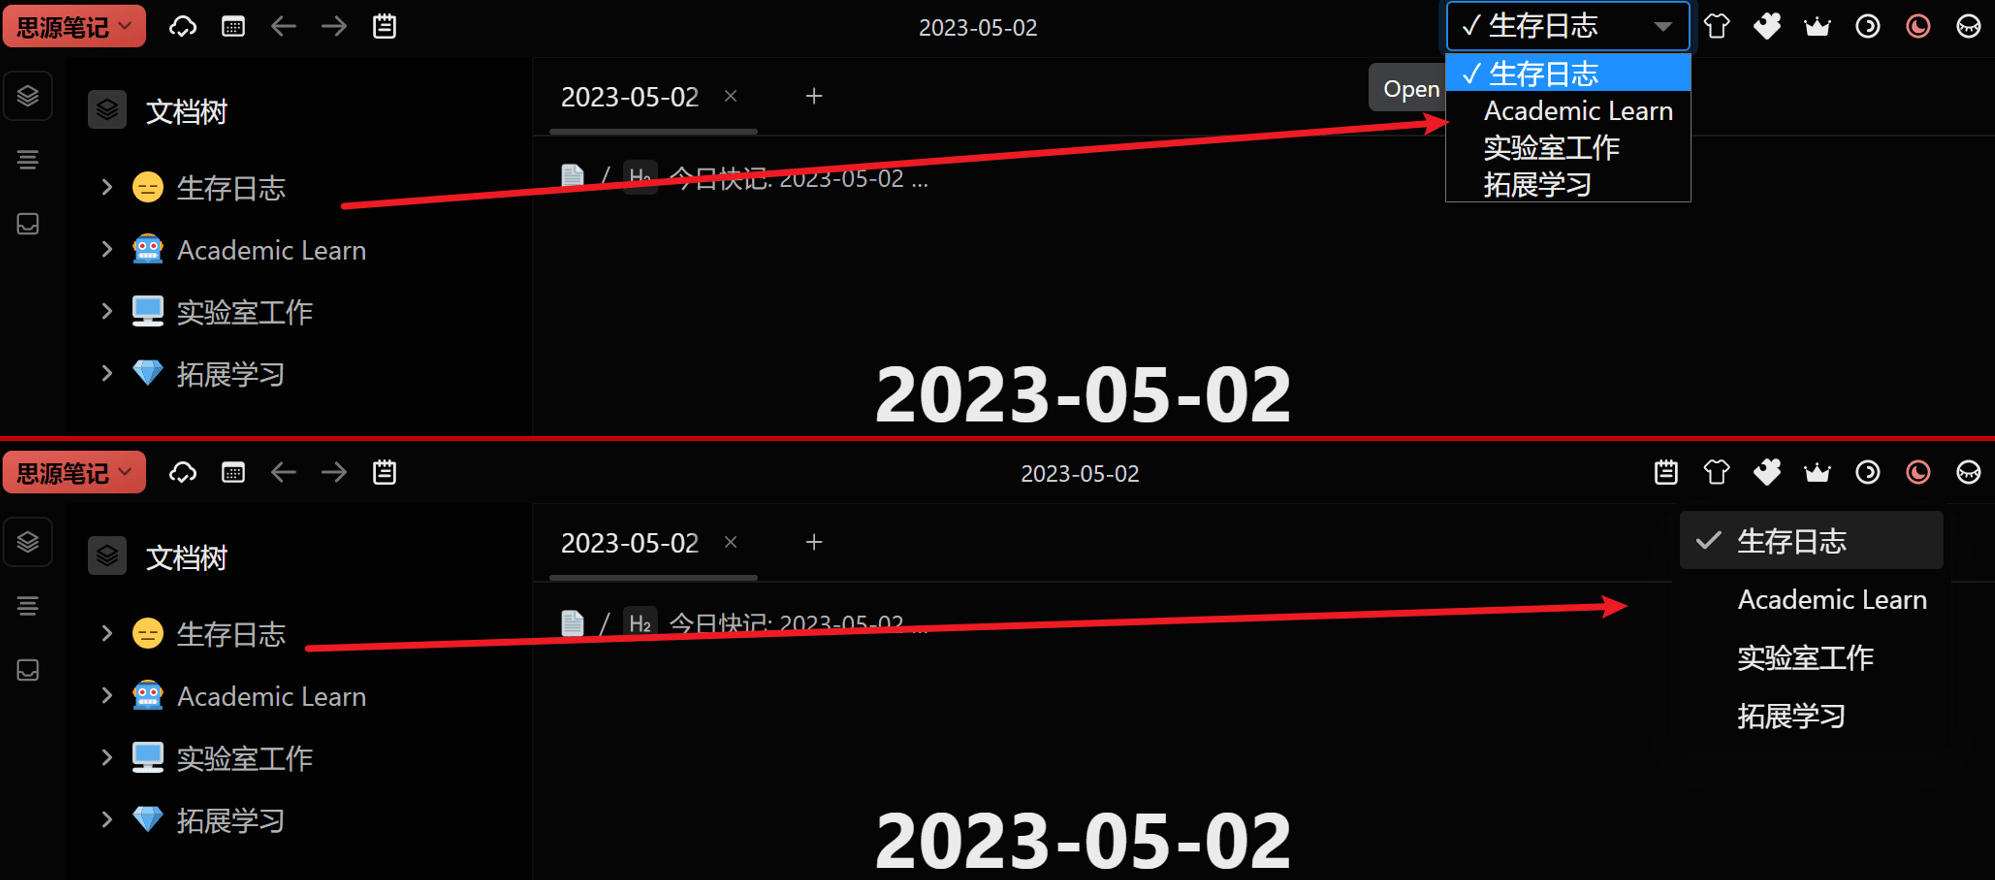 思源笔记
2023-05-02
✓ 生存日志
✓ 生存日志
Academic Learn
实验室工作
拓展学习
Open
文档树
2023-05-02
生存日志
Academic Learn
实验室工作
拓展学习
/ H2 今日快记: 2023-05-02 ...
2023-05-02
思源笔记
2023-05-02
文档树
2023-05-02
生存日志
Academic Learn
实验室工作
拓展学习
/ H2 今日快记: 2023-05-02 ...
生存日志
Academic Learn
实验室工作
拓展学习
2023-05-02